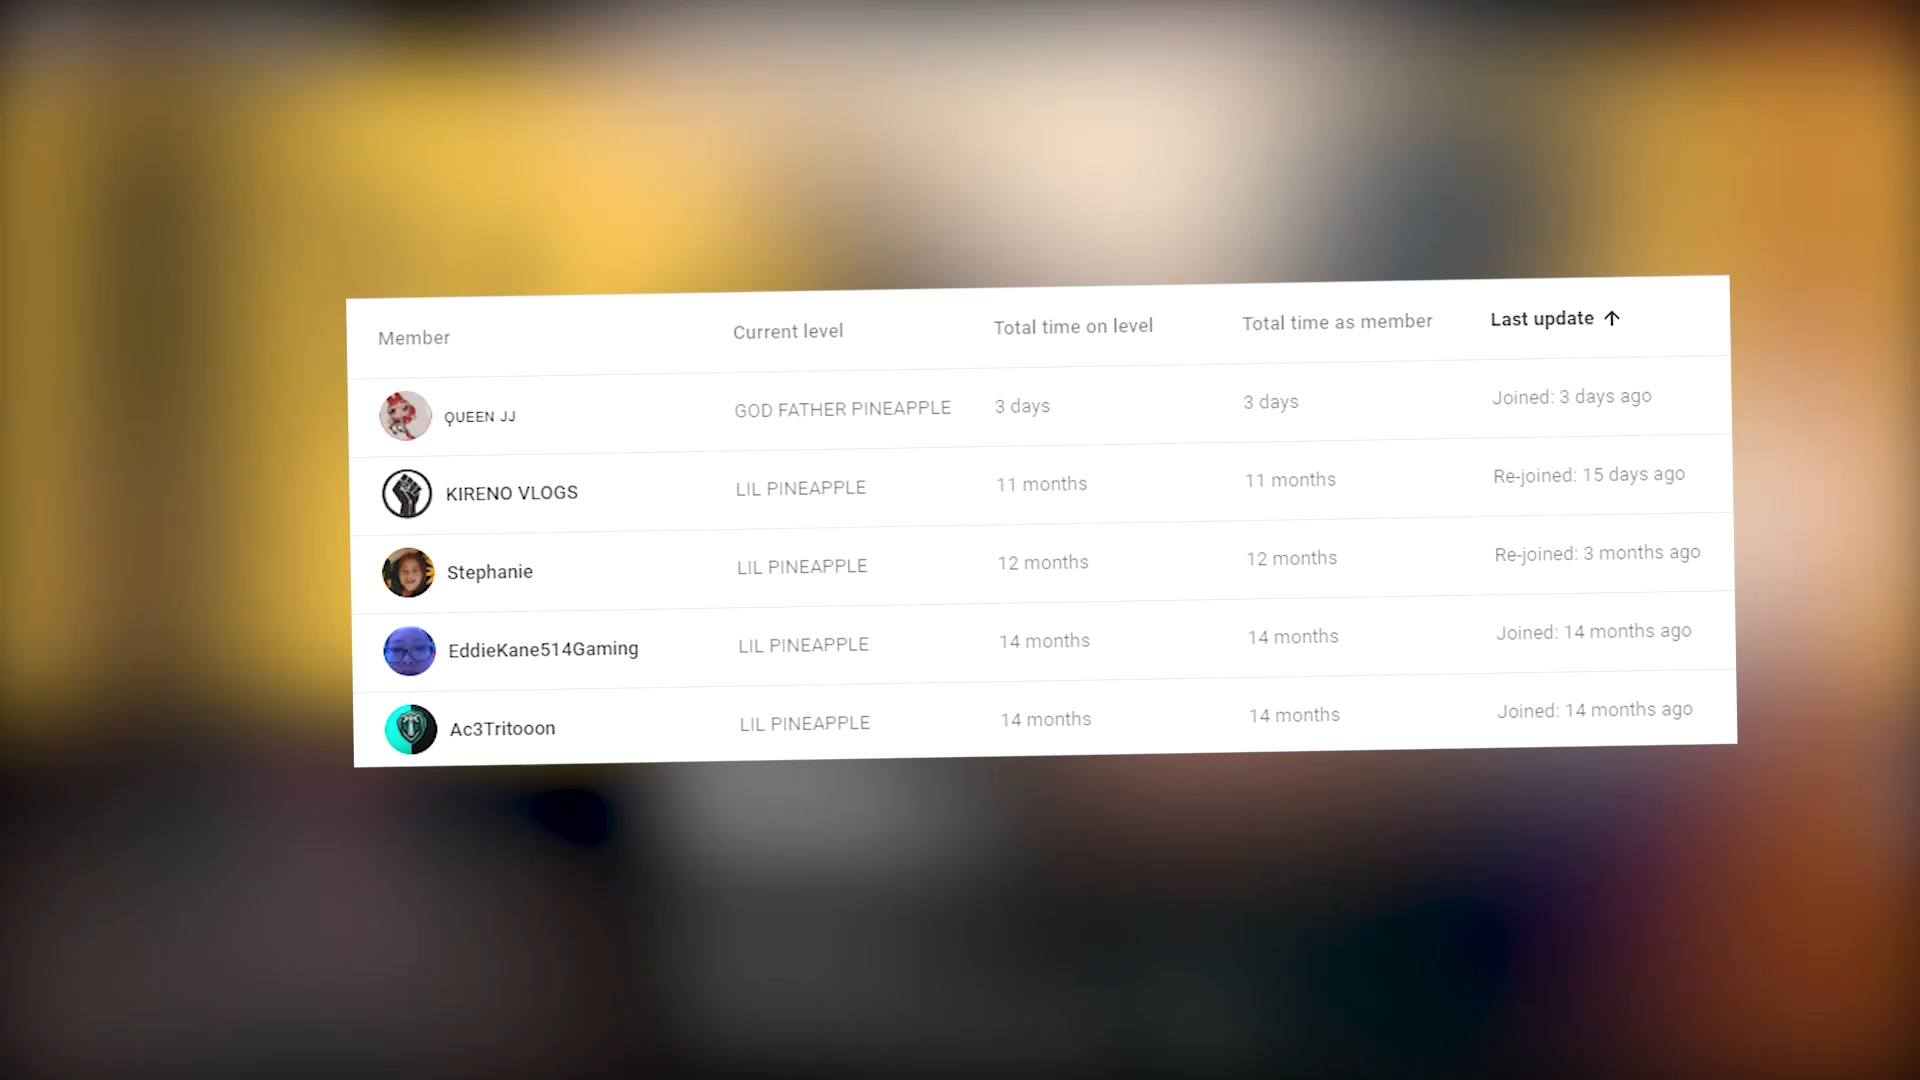 Member Current level Total time on level Total time as member Last update ↑
QUEEN JJ GOD FATHER PINEAPPLE 3 days 3 days Joined: 3 days ago
KIRENO VLOGS LIL PINEAPPLE 11 months 11 months Re-joined: 15 days ago
Stephanie LIL PINEAPPLE 12 months 12 months Re-joined: 3 months ago
EddieKane514Gaming LIL PINEAPPLE 14 months 14 months Joined: 14 months ago
Ac3Tritooon LIL PINEAPPLE 14 months 14 months Joined: 14 months ago